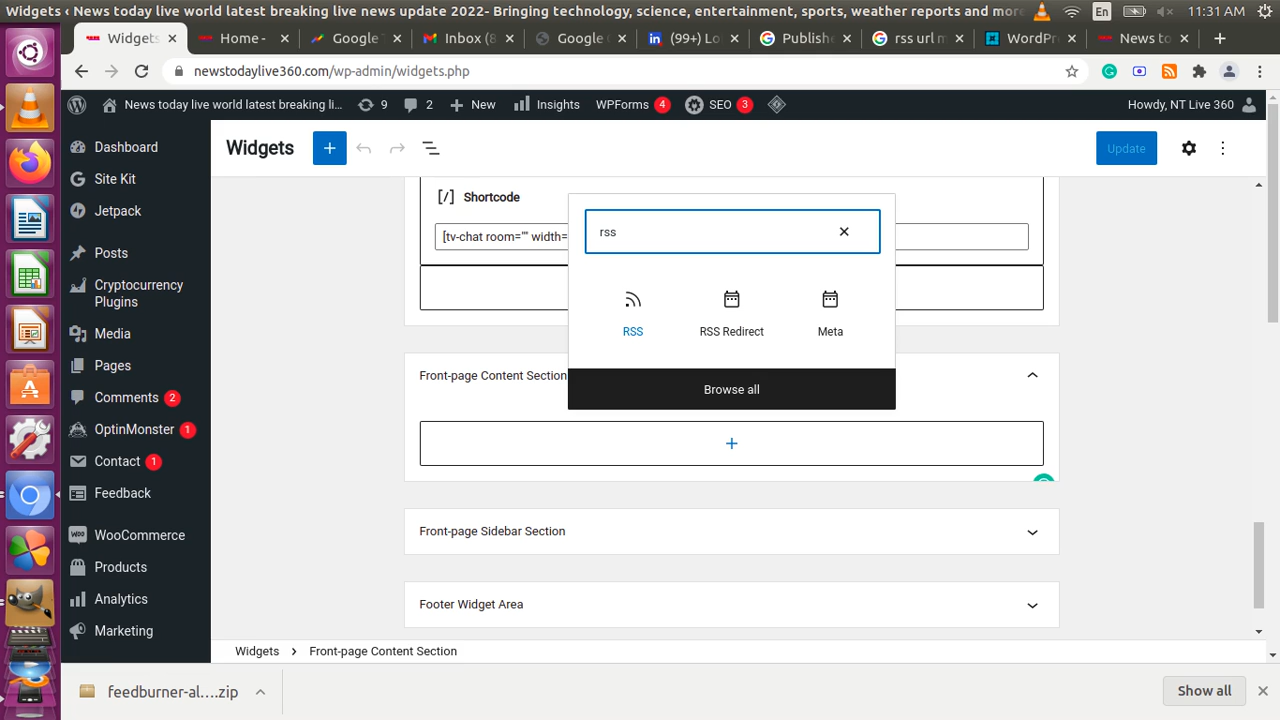 Widgets ‹ News today live world latest breaking live news update 2022- Bringing technology, science, entertainment, sports, weather reports and more
En
11:31 AM
Widgets
Home -
Google
Inbox (8
Google
(99+) Lo
Publishe
rss url m
WordPr
News to
newstodaylive360.com/wp-admin/widgets.php
News today live world latest breaking li...
9
2
New
Insights
WPForms
4
SEO
3
Howdy, NT Live 360
Dashboard
Site Kit
Jetpack
Posts
Cryptocurrency
Plugins
Media
Pages
Comments
2
OptinMonster
1
Contact
1
Feedback
WooCommerce
WOO
Products
Analytics
Marketing
Widgets
Update
[/] Shortcode
[tv-chat room="" width=
rss
RSS
RSS Redirect
Meta
Browse all
Front-page Content Section
Front-page Sidebar Section
Footer Widget Area
Widgets
Front-page Content Section
feedburner-al....zip
Show all